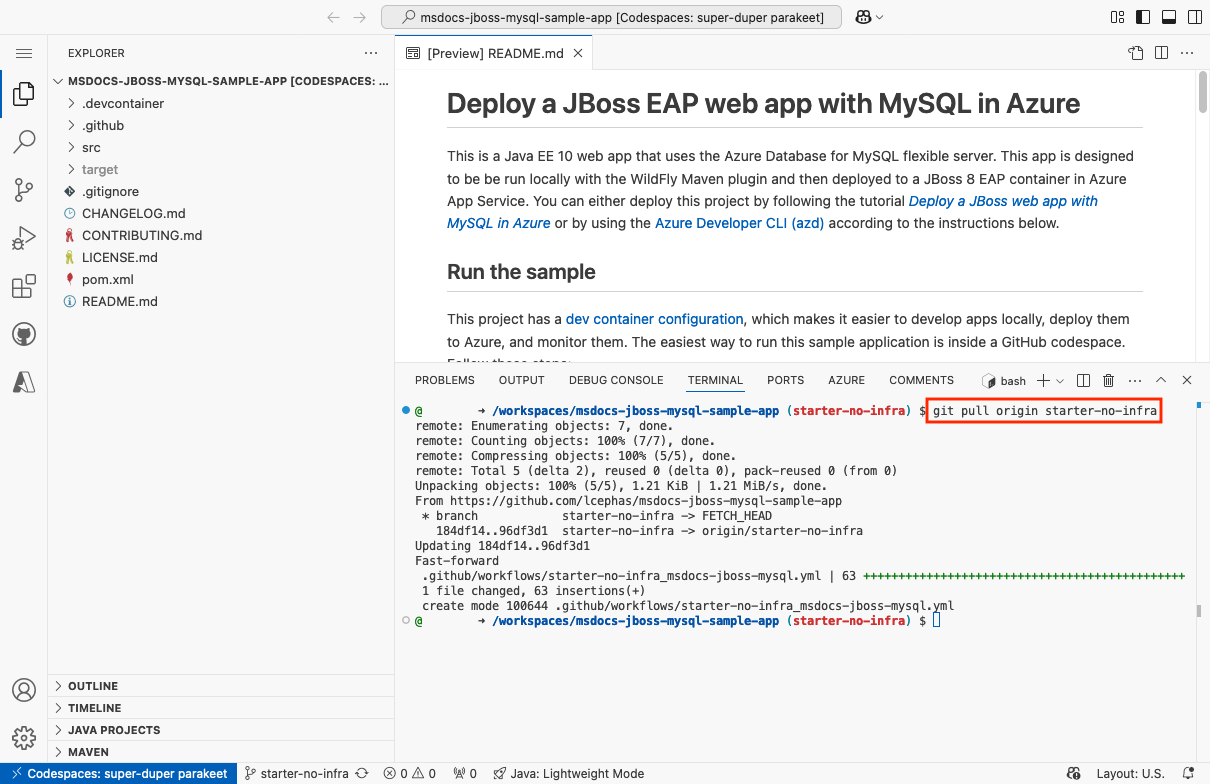 msdocs-jboss-mysql-sample-app [Codespaces: super-duper parakeet]
EXPLORER
MSDOCS-JBOSS-MYSQL-SAMPLE-APP [CODESPACES: ...
.devcontainer
.github
src
target
.gitignore
CHANGELOG.md
CONTRIBUTING.md
LICENSE.md
pom.xml
README.md
OUTLINE
TIMELINE
JAVA PROJECTS
MAVEN
[Preview] README.md
Deploy a JBoss EAP web app with MySQL in Azure
This is a Java EE 10 web app that uses the Azure Database for MySQL flexible server. This app is designed
to be be run locally with the WildFly Maven plugin and then deployed to a JBoss 8 EAP container in Azure
App Service. You can either deploy this project by following the tutorial Deploy a JBoss web app with
MySQL in Azure or by using the Azure Developer CLI (azd) according to the instructions below.
Run the sample
This project has a dev container configuration, which makes it easier to develop apps locally, deploy them
to Azure, and monitor them. The easiest way to run this sample application is inside a GitHub codespace.
Follow these steps:
PROBLEMS OUTPUT DEBUG CONSOLE TERMINAL PORTS AZURE COMMENTS bash
@ → /workspaces/msdocs-jboss-mysql-sample-app (starter-no-infra) $ git pull origin starter-no-infra
remote: Enumerating objects: 7, done.
remote: Counting objects: 100% (7/7), done.
remote: Compressing objects: 100% (5/5), done.
remote: Total 5 (delta 2), reused 0 (delta 0), pack-reused 0 (from 0)
Unpacking objects: 100% (5/5), 1.21 KiB | 1.21 MiB/s, done.
From https://github.com/lcephas/msdocs-jboss-mysql-sample-app
* branch starter-no-infra -> FETCH_HEAD
184df14..96df3d1 starter-no-infra -> origin/starter-no-infra
Updating 184df14..96df3d1
Fast-forward
.github/workflows/starter-no-infra_msdocs-jboss-mysql.yml | 63 ++++++++++++++++++++++++++++++++++++++++++++++
1 file changed, 63 insertions(+)
create mode 100644 .github/workflows/starter-no-infra_msdocs-jboss-mysql.yml
@ → /workspaces/msdocs-jboss-mysql-sample-app (starter-no-infra) $
Codespaces: super-duper parakeet starter-no-infra 0 0 0 Java: Lightweight Mode Layout: U.S.